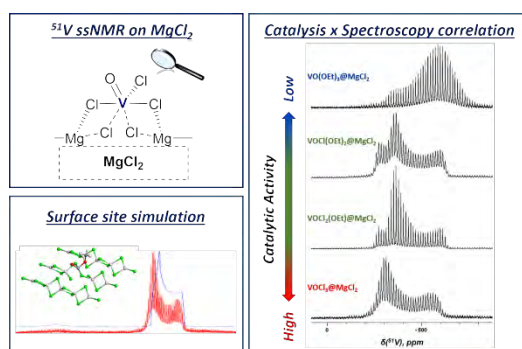 ⁵¹V ssNMR on MgCl₂
O
Cl
V
Cl
Cl
Cl
Cl
Mg
Mg
MgCl₂
Surface site simulation
Catalysis x Spectroscopy correlation
Low
Catalytic Activity
High
VO(OEt)₃@MgCl₂
VOCl(OEt)₂@MgCl₂
VOCl₂(OEt)@MgCl₂
VOCl₃@MgCl₂
0
δ(⁵¹V), ppm